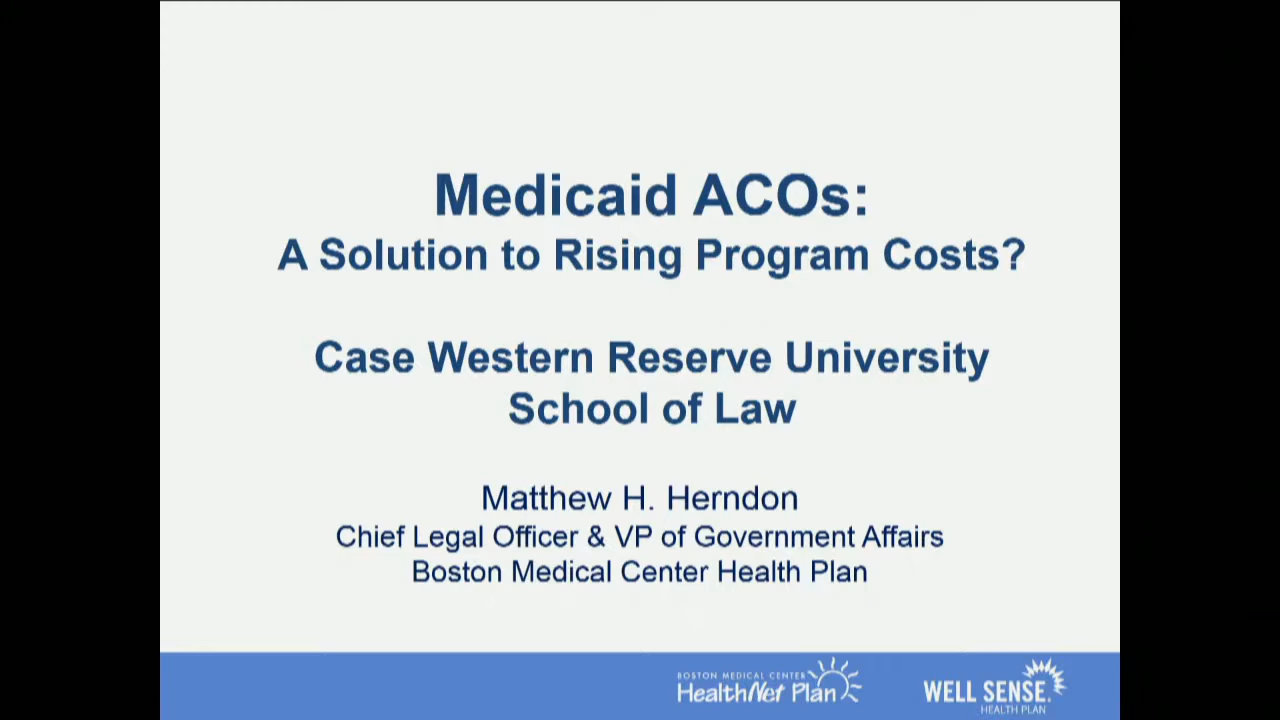 Medicaid ACOs:
A Solution to Rising Program Costs?
Case Western Reserve University
School of Law
Matthew H. Herndon
Chief Legal Officer & VP of Government Affairs
Boston Medical Center Health Plan
BOSTON MEDICAL CENTER
HealthNet Plan
WELL SENSE
HEALTH PLAN